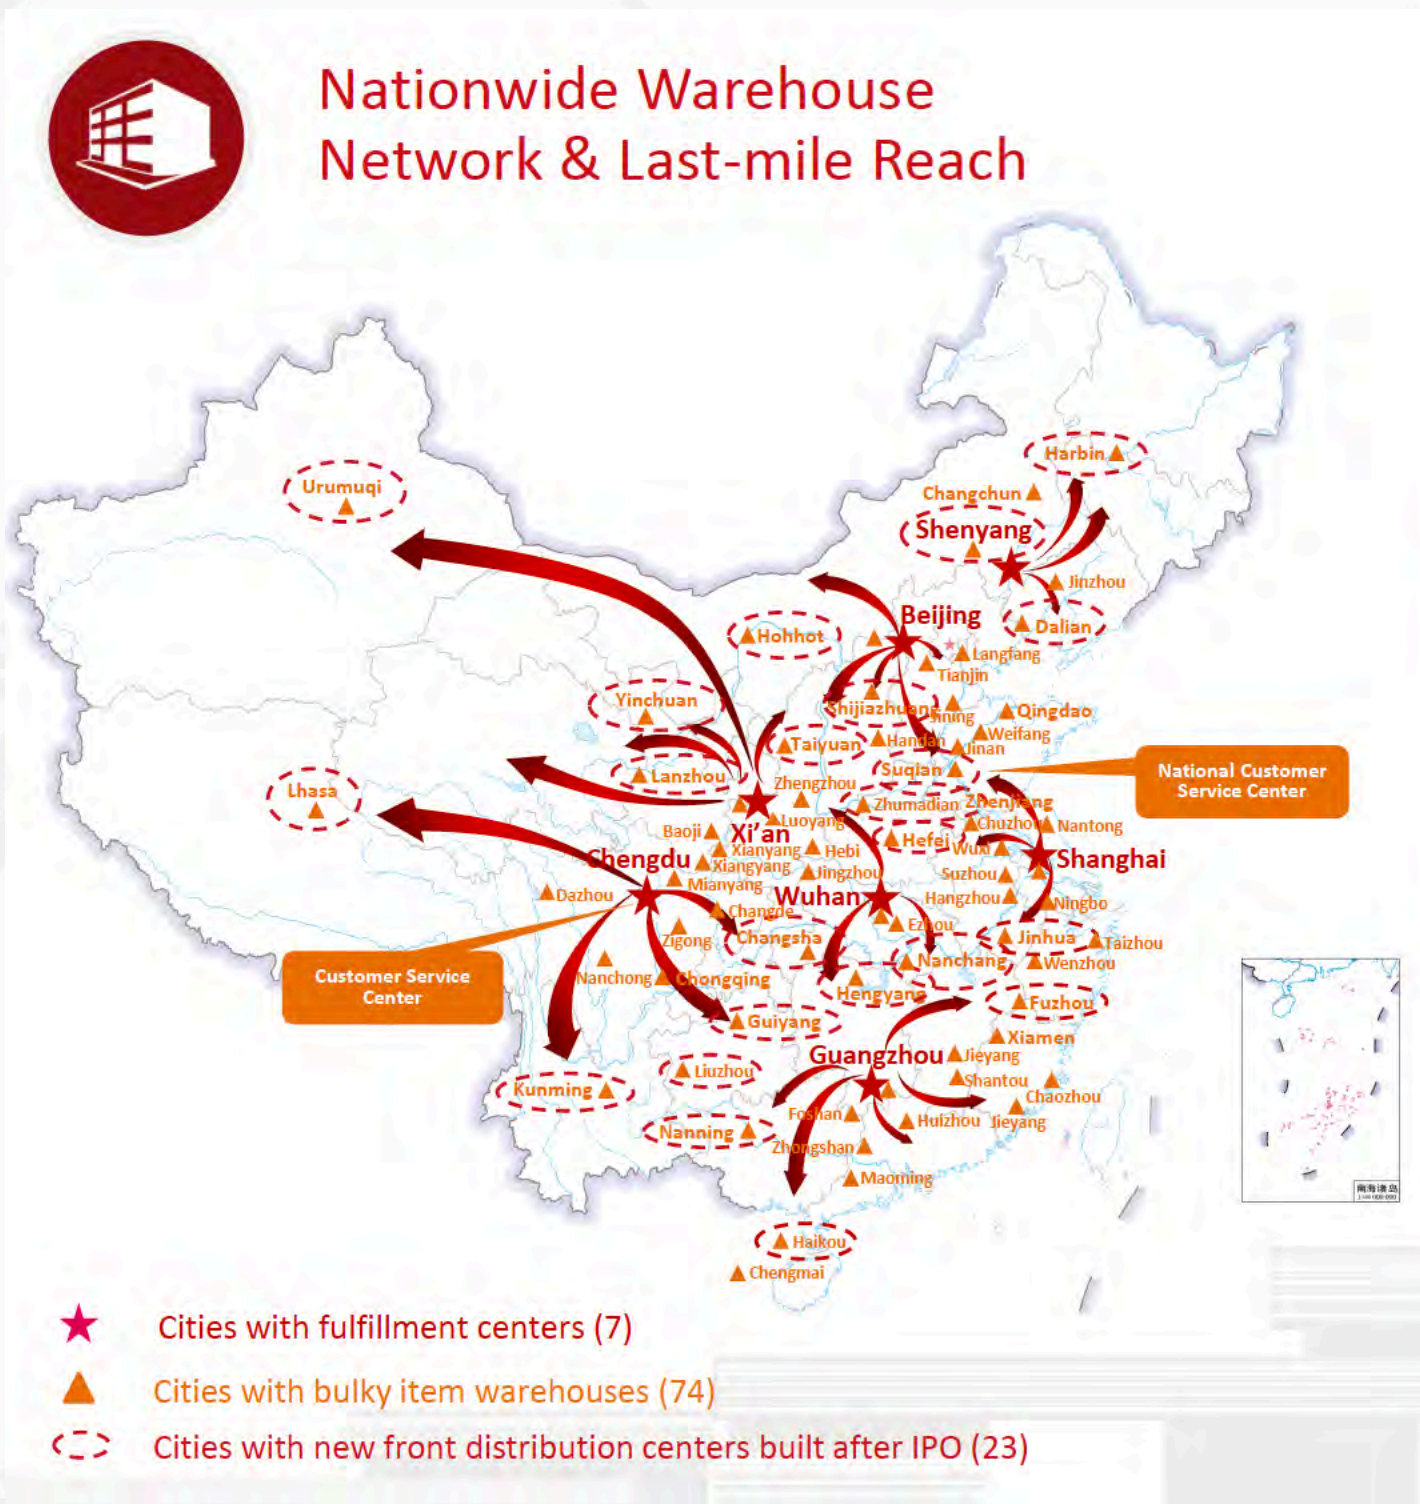 Nationwide Warehouse
Network & Last-mile Reach
Harbin
Urumuqi
Changchun
Shenyang
Jinzhou
Beijing
Dalian
Hohhot
Langfang
Tianjin
Yinchuan
Shijiazhuang
Jining
Qingdao
Weifang
Taiyuan
Handan
Jinan
Lanzhou
Suqian
National Customer
Service Center
Zhengzhou
Lhasa
Zhumadian
Zhenjiang
Luoyang
Chuzhou
Nantong
Baoji
Xi’an
Hefei
Wuxi
Xianyang
Hebi
Chengdu
Shanghai
Xiangyang
Jingzhou
Suzhou
Mianyang
Dazhou
Wuhan
Hangzhou
Ningbo
Changde
Ezhou
Zigong
Changsha
Jinhua
Taizhou
Nanchang
Wenzhou
Customer Service
Center
Nanchong
Chongqing
Hengyang
Fuzhou
Guiyang
Xiamen
Guangzhou
Jieyang
Liuzhou
Shantou
Kunming
Chaozhou
Foshan
Huizhou
Jieyang
Nanning
Zhongshan
Maoming
南海诸岛
Haikou
Chengmai
Cities with fulfillment centers (7)
Cities with bulky item warehouses (74)
Cities with new front distribution centers built after IPO (23)